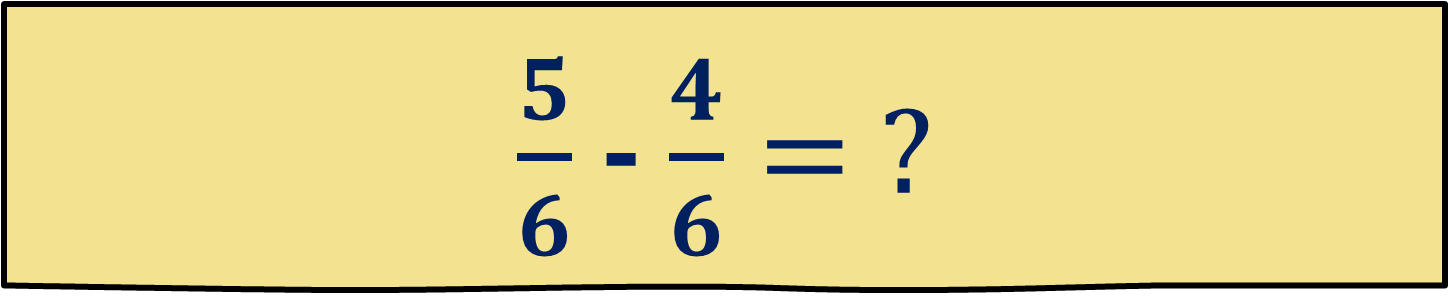 5/6 - 4/6 = ?